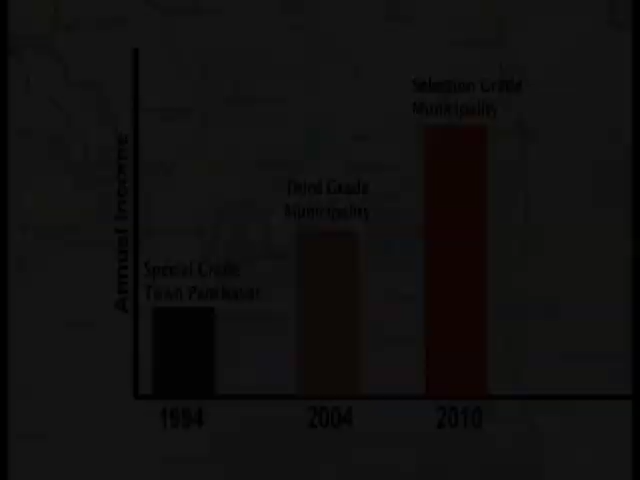 Selection Grade
Municipality
Third Grade
Municipality
Special Grade
Town Panchayat
Annual Income
1994
2004
2010